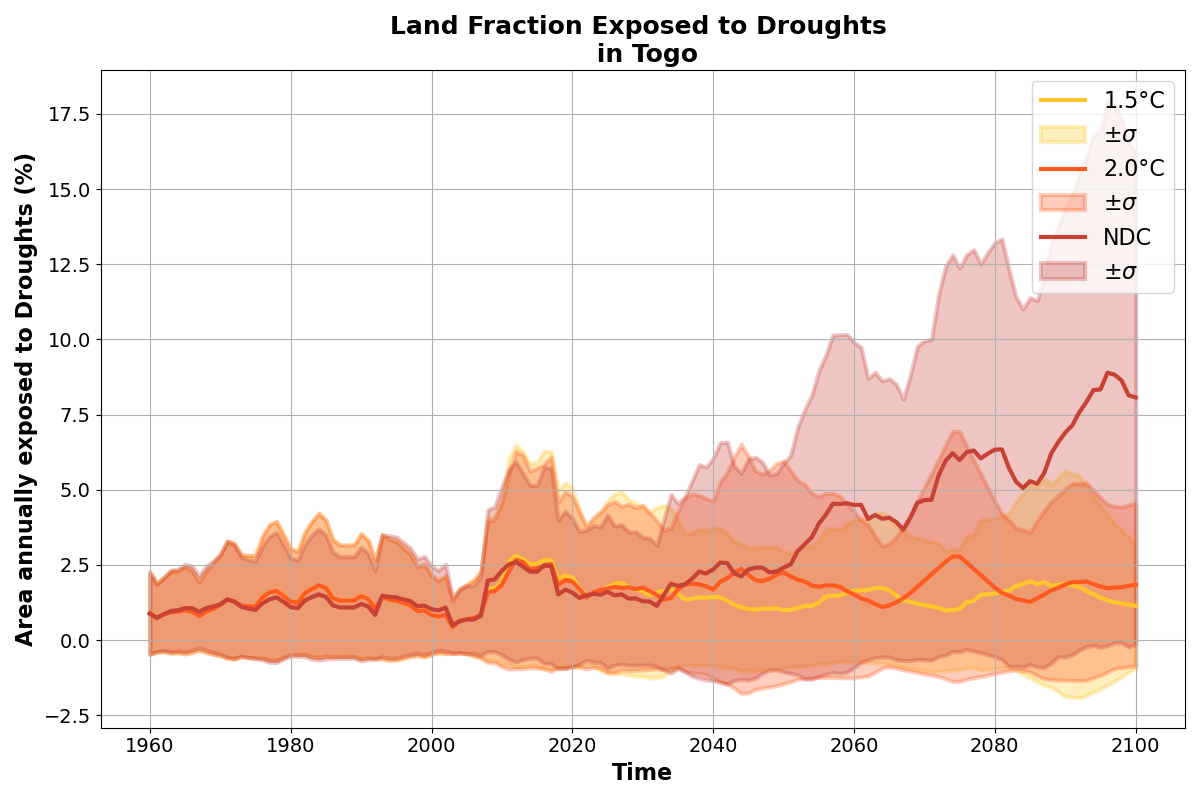 Land Fraction Exposed to Droughts
in Togo
Area annually exposed to Droughts (%)
17.5
15.0
12.5
10.0
7.5
5.0
2.5
0.0
−2.5
1960
1980
2000
2020
2040
2060
2080
2100
Time
1.5°C
±σ
2.0°C
±σ
NDC
±σ